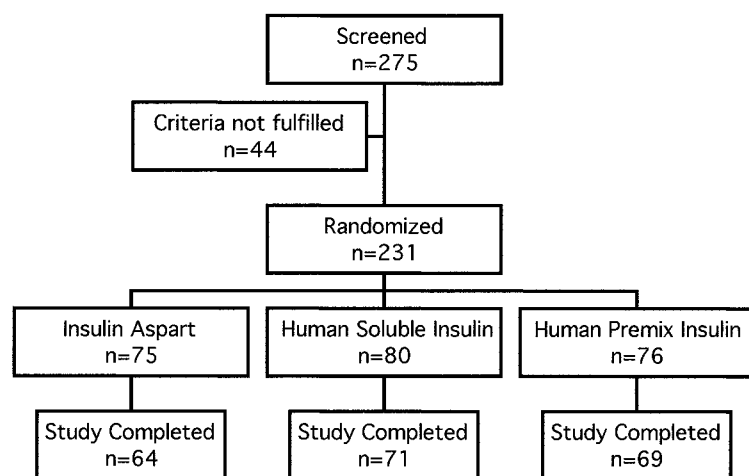 Screened
n=275
Criteria not fulfilled
n=44
Randomized
n=231
Insulin Aspart
n=75
Human Soluble Insulin
n=80
Human Premix Insulin
n=76
Study Completed
n=64
Study Completed
n=71
Study Completed
n=69